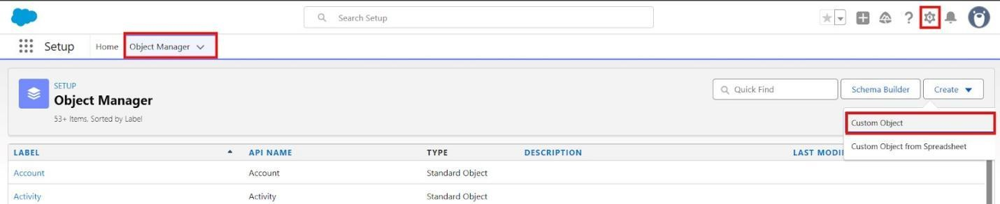 Search Setup
Setup Home Object Manager
SETUP
Object Manager
53+ Items, Sorted by Label
Quick Find Schema Builder Create
Custom Object
Custom Object from Spreadsheet
LABEL API NAME TYPE DESCRIPTION LAST MODI
Account Account Standard Object
Activity Activity Standard Object